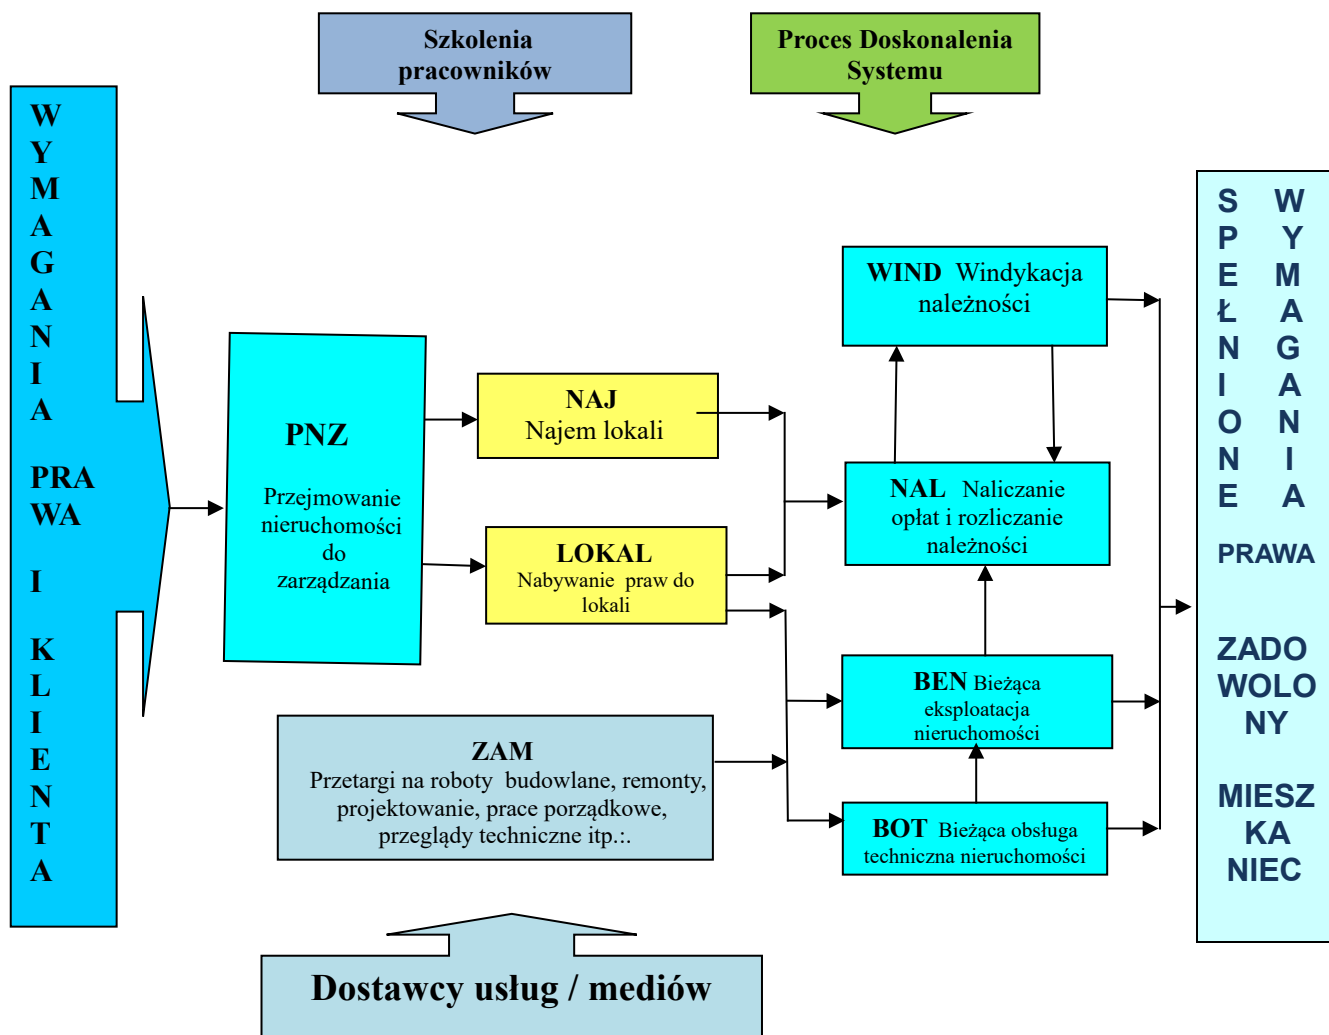 Szkolenia
pracowników
Proces Doskonalenia
Systemu
W
Y
M
A
G
A
N
I
A
PRA
WA
I
K
L
I
E
N
T
A
PNZ
Przejmowanie
nieruchomości
do
zarządzania
NAJ
Najem lokali
LOKAL
Nabywanie praw do
lokali
ZAM
Przetargi na roboty budowlane, remonty,
projektowanie, prace porządkowe,
przeglądy techniczne itp.:.
WIND Windykacja
należności
NAL Naliczanie
opłat i rozliczanie
należności
BEN Bieżąca
eksploatacja
nieruchomości
BOT Bieżąca obsługa
techniczna nieruchomości
S W
P Y
E M
Ł A
N G
I A
O N
N I
E A
PRAWA
ZADO
WOLO
NY
MIESZ
KA
NIEC
Dostawcy usług / mediów